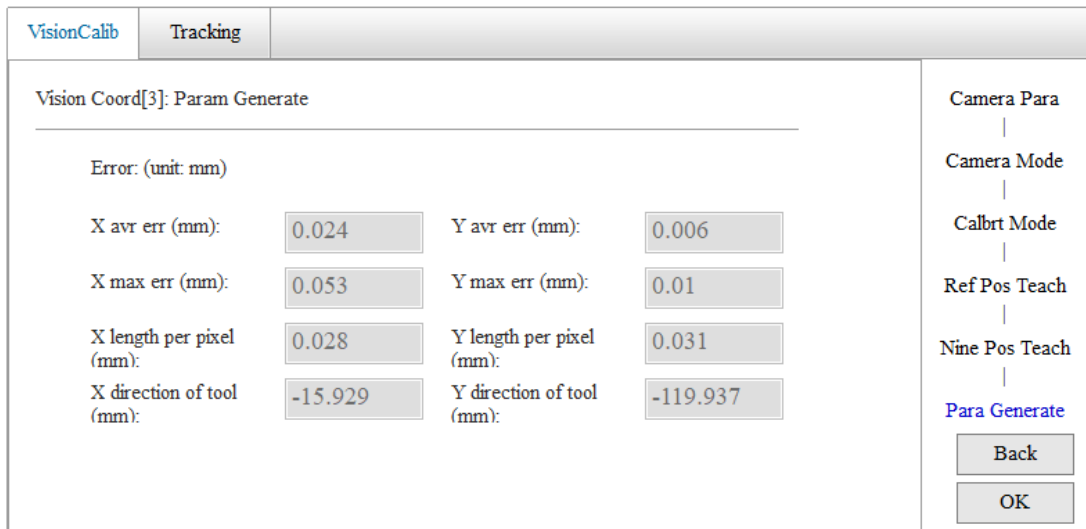 VisionCalib Tracking
Vision Coord[3]: Param Generate
Error: (unit: mm)
X avr err (mm): 0.024 Y avr err (mm): 0.006
X max err (mm): 0.053 Y max err (mm): 0.01
X length per pixel (mm): 0.028 Y length per pixel (mm): 0.031
X direction of tool (mm): -15.929 Y direction of tool (mm): -119.937
Camera Para
Camera Mode
Calbrt Mode
Ref Pos Teach
Nine Pos Teach
Para Generate
Back
OK